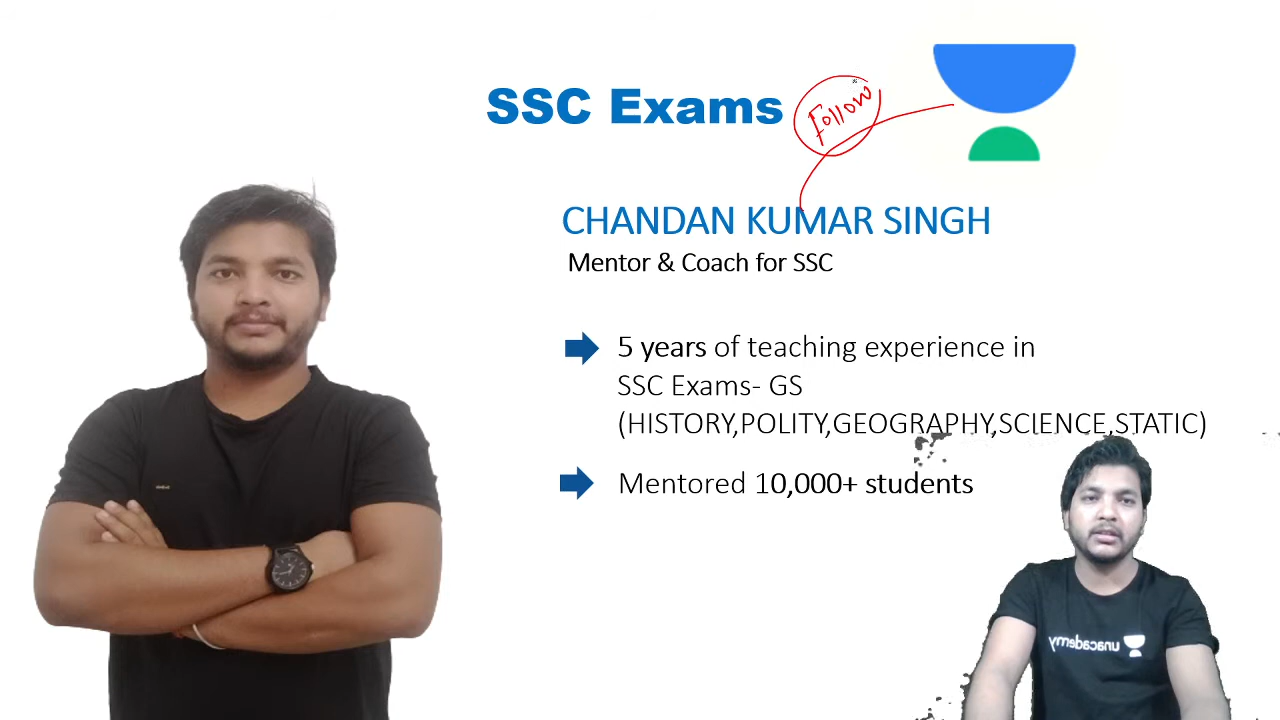 SSC Exams
Follow
CHANDAN KUMAR SINGH
Mentor & Coach for SSC
5 years of teaching experience in
SSC Exams- GS
(HISTORY,POLITY,GEOGRAPHY,SCIENCE,STATIC)
Mentored 10,000+ students
unacademy